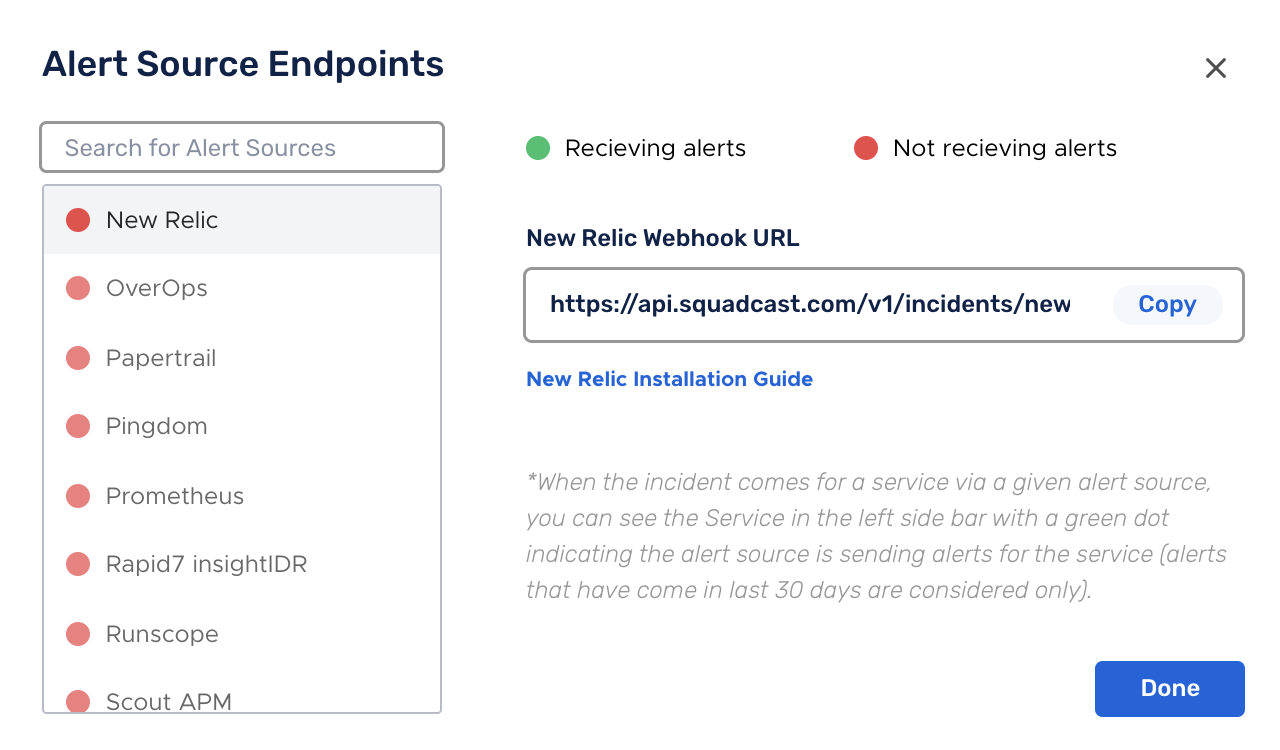 Alert Source Endpoints
Search for Alert Sources
New Relic
OverOps
Papertrail
Pingdom
Prometheus
Rapid7 insightIDR
Runscope
Scout APM
Recieving alerts
Not recieving alerts
New Relic Webhook URL
https://api.squadcast.com/v1/incidents/new
Copy
New Relic Installation Guide
*When the incident comes for a service via a given alert source,
you can see the Service in the left side bar with a green dot
indicating the alert source is sending alerts for the service (alerts
that have come in last 30 days are considered only).
Done